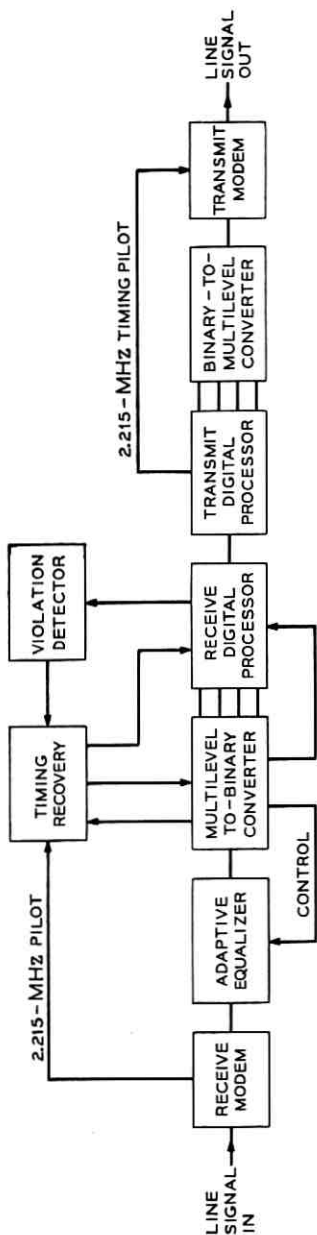 LINE
SIGNAL
IN
RECEIVE
MODEM
2.215-MHZ PILOT
ADAPTIVE
EQUALIZER
CONTROL
MULTILEVEL
TO-BINARY
CONVERTER
TIMING
RECOVERY
VIOLATION
DETECTOR
RECEIVE
DIGITAL
PROCESSOR
TRANSMIT
DIGITAL
PROCESSOR
2.215-MHZ TIMING PILOT
BINARY-TO-
MULTILEVEL
CONVERTER
TRANSMIT
MODEM
LINE
SIGNAL
OUT